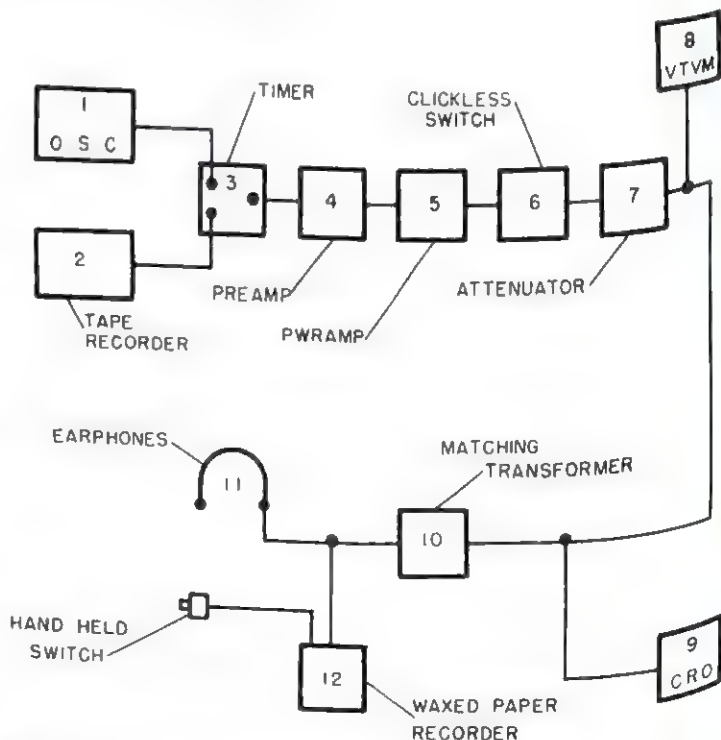 8
VTVM
TIMER
CLICKLESS
SWITCH
1
OSC
3
4
5
6
7
2
PREAMP
ATTENUATOR
TAPE
RECORDER
PWRAMP
EARPHONES
MATCHING
TRANSFORMER
11
10
HAND HELD
SWITCH
9
CRO
12
WAXED PAPER
RECORDER